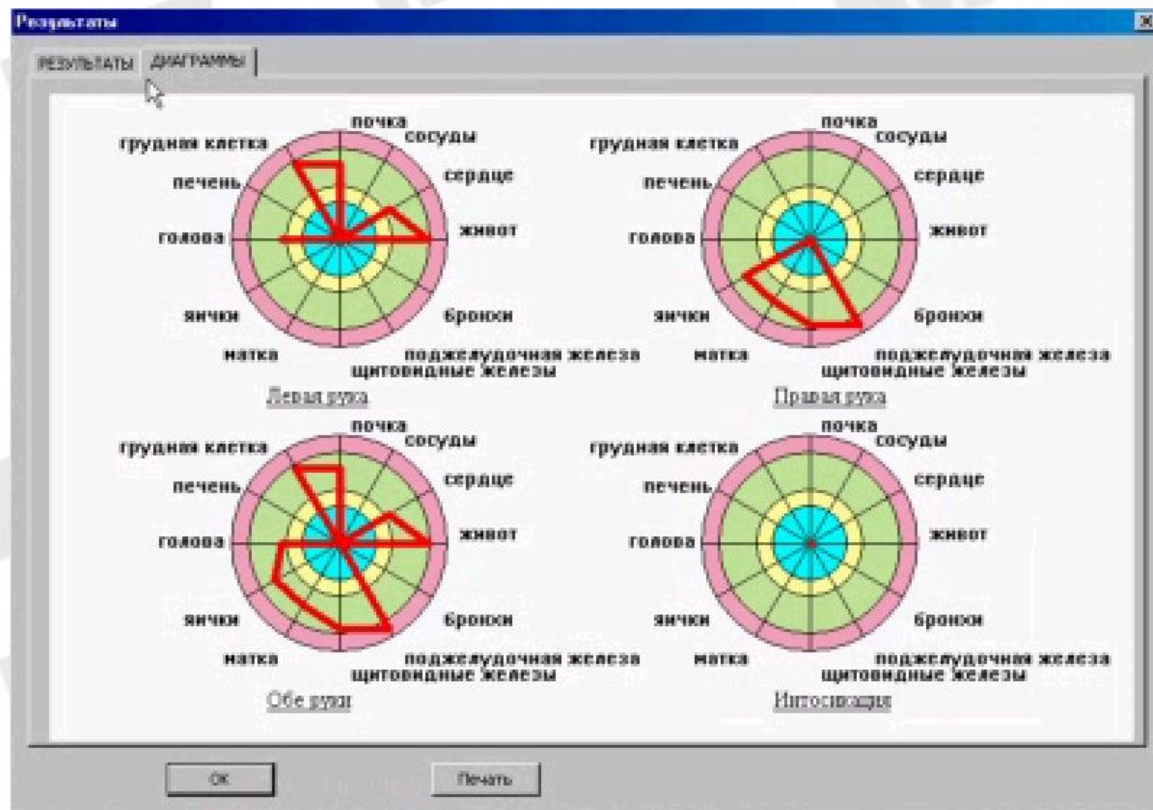 Результаты
РЕЗУЛЬТАТЫ ДИАГРАММЫ
почка
сосуды
грудная клетка
сердце
печень
живот
голова
бронхи
яички
матка
поджелудочная железа
щитовидные железы
Левая рука
почка
сосуды
грудная клетка
сердце
печень
живот
голова
бронхи
яички
матка
поджелудочная железа
щитовидные железы
Правая рука
почка
сосуды
грудная клетка
сердце
печень
живот
голова
бронхи
яички
матка
поджелудочная железа
щитовидные железы
Обе руки
почка
сосуды
грудная клетка
сердце
печень
живот
голова
бронхи
яички
матка
поджелудочная железа
щитовидные железы
Интосикация
ОК
Печать